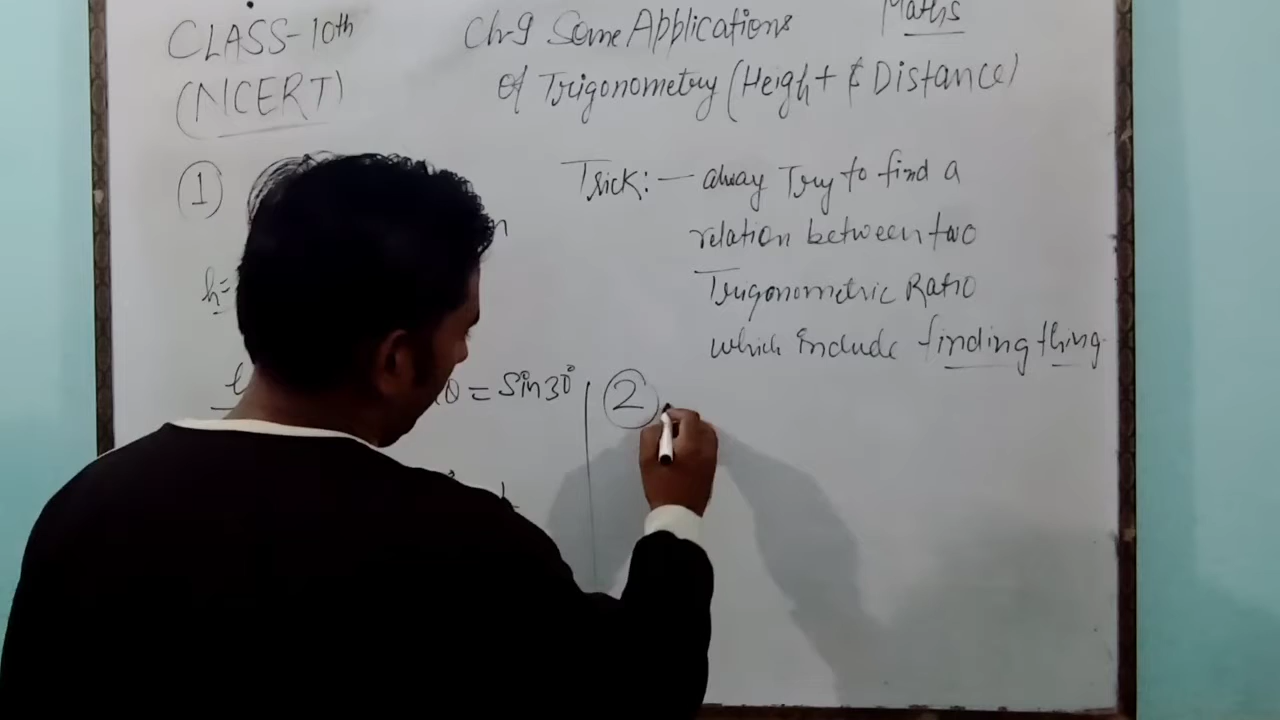 CLASS-10th
(NCERT)
Ch-9 Some Applications
Of Trigonometry (Height & Distance)
Maths
Trick:- alway Try to find a
relation between two
Trigonometric Ratio
which include finding thing.
1
h=
θ = Sin30°
h
2